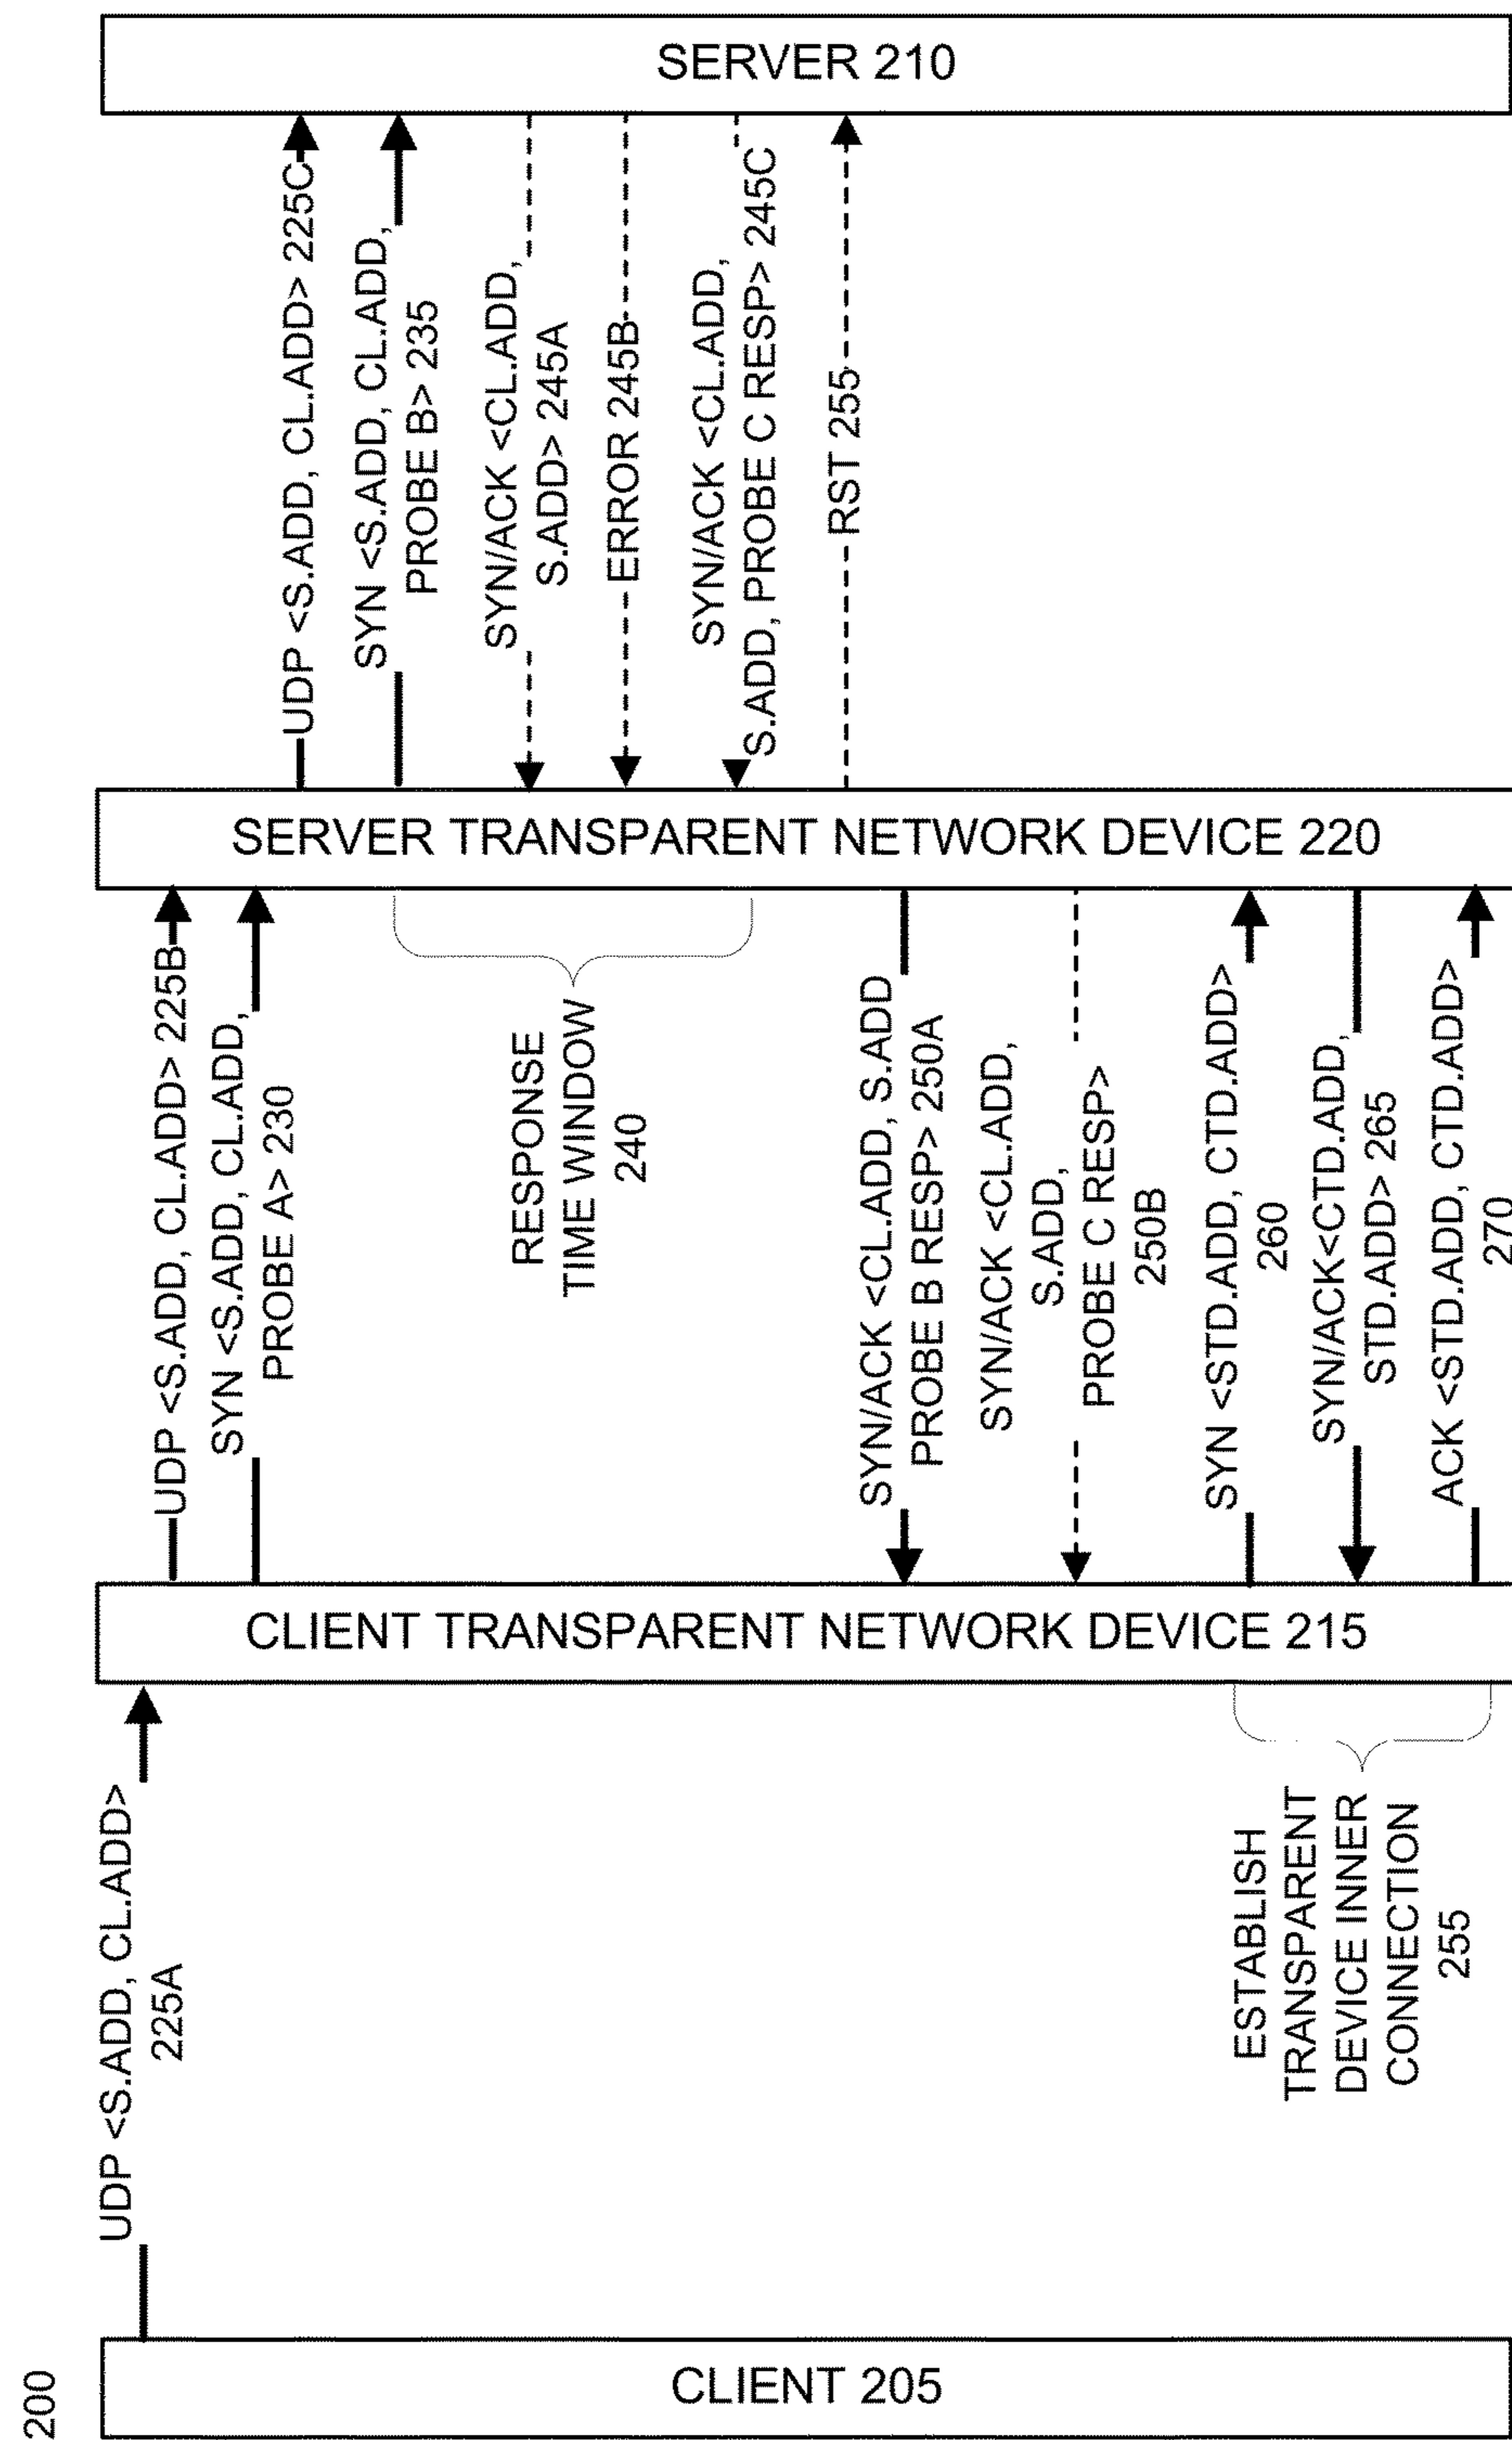 200
CLIENT 205
CLIENT TRANSPARENT NETWORK DEVICE 215
SERVER TRANSPARENT NETWORK DEVICE 220
SERVER 210
UDP <S.ADD, CL.ADD>
225A
UDP <S.ADD, CL.ADD> 225B
SYN <S.ADD, CL.ADD,
PROBE A> 230
UDP <S.ADD, CL.ADD> 225C
SYN <S.ADD, CL.ADD,
PROBE B> 235
RESPONSE
TIME WINDOW
240
SYN/ACK <CL.ADD,
S.ADD> 245A
ERROR 245B
SYN/ACK <CL.ADD,
S.ADD, PROBE C RESP> 245C
RST 255
SYN/ACK <CL.ADD, S.ADD
PROBE B RESP> 250A
SYN/ACK <CL.ADD,
S.ADD,
PROBE C RESP>
250B
ESTABLISH
TRANSPARENT
DEVICE INNER
CONNECTION
255
SYN <STD.ADD, CTD.ADD>
260
SYN/ACK<CTD.ADD,
STD.ADD> 265
ACK <STD.ADD, CTD.ADD>
270